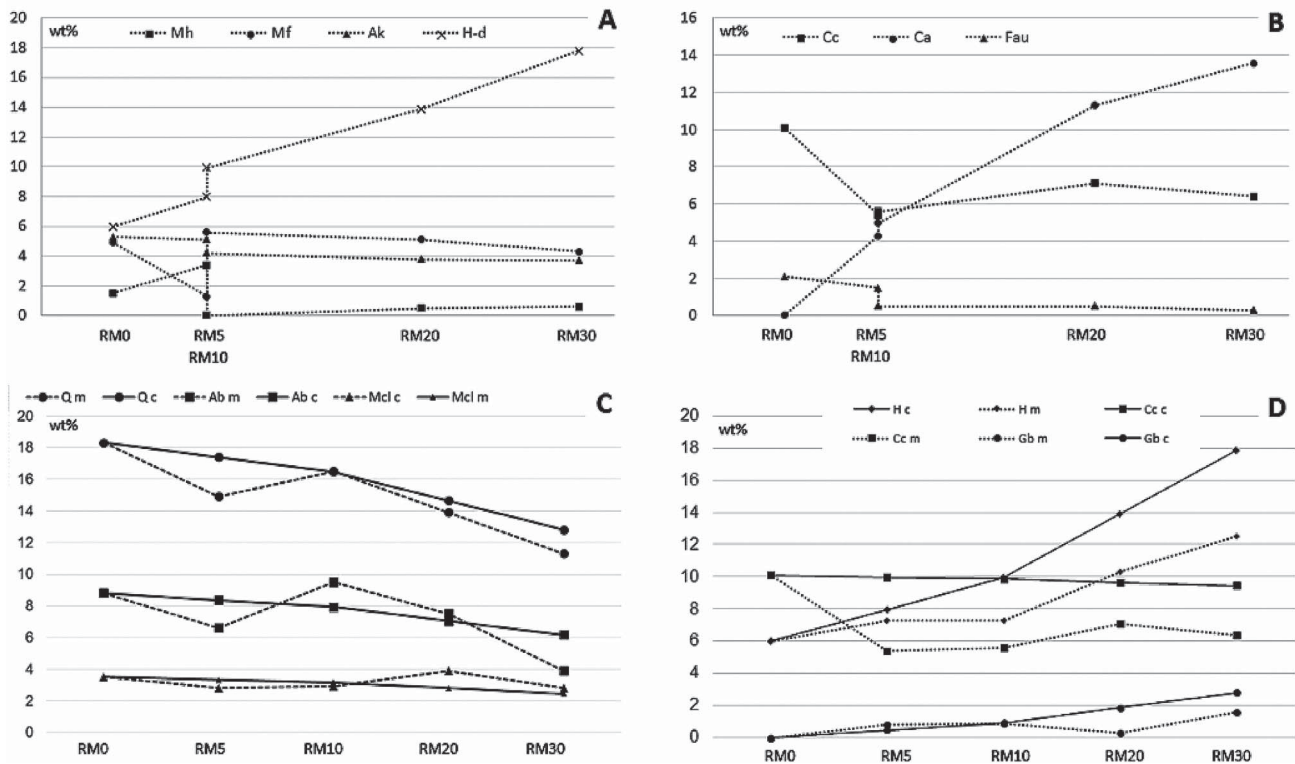 A
wt%
Mh Mf Ak H-d
20
18
16
14
12
10
8
6
4
2
0
RM0 RM5 RM20 RM30
RM10
B
wt%
Cc Ca Fau
16
14
12
10
8
6
4
2
0
RM0 RM5 RM20 RM30
RM10
C
Q m Q c Ab m Ab c Mcl c Mcl m
wt%
20
18
16
14
12
10
8
6
4
2
0
RM0 RM5 RM10 RM20 RM30
D
H c H m Cc c
Cc m Gb m Gb c
wt%
20
18
16
14
12
10
8
6
4
2
0
RM0 RM5 RM10 RM20 RM30